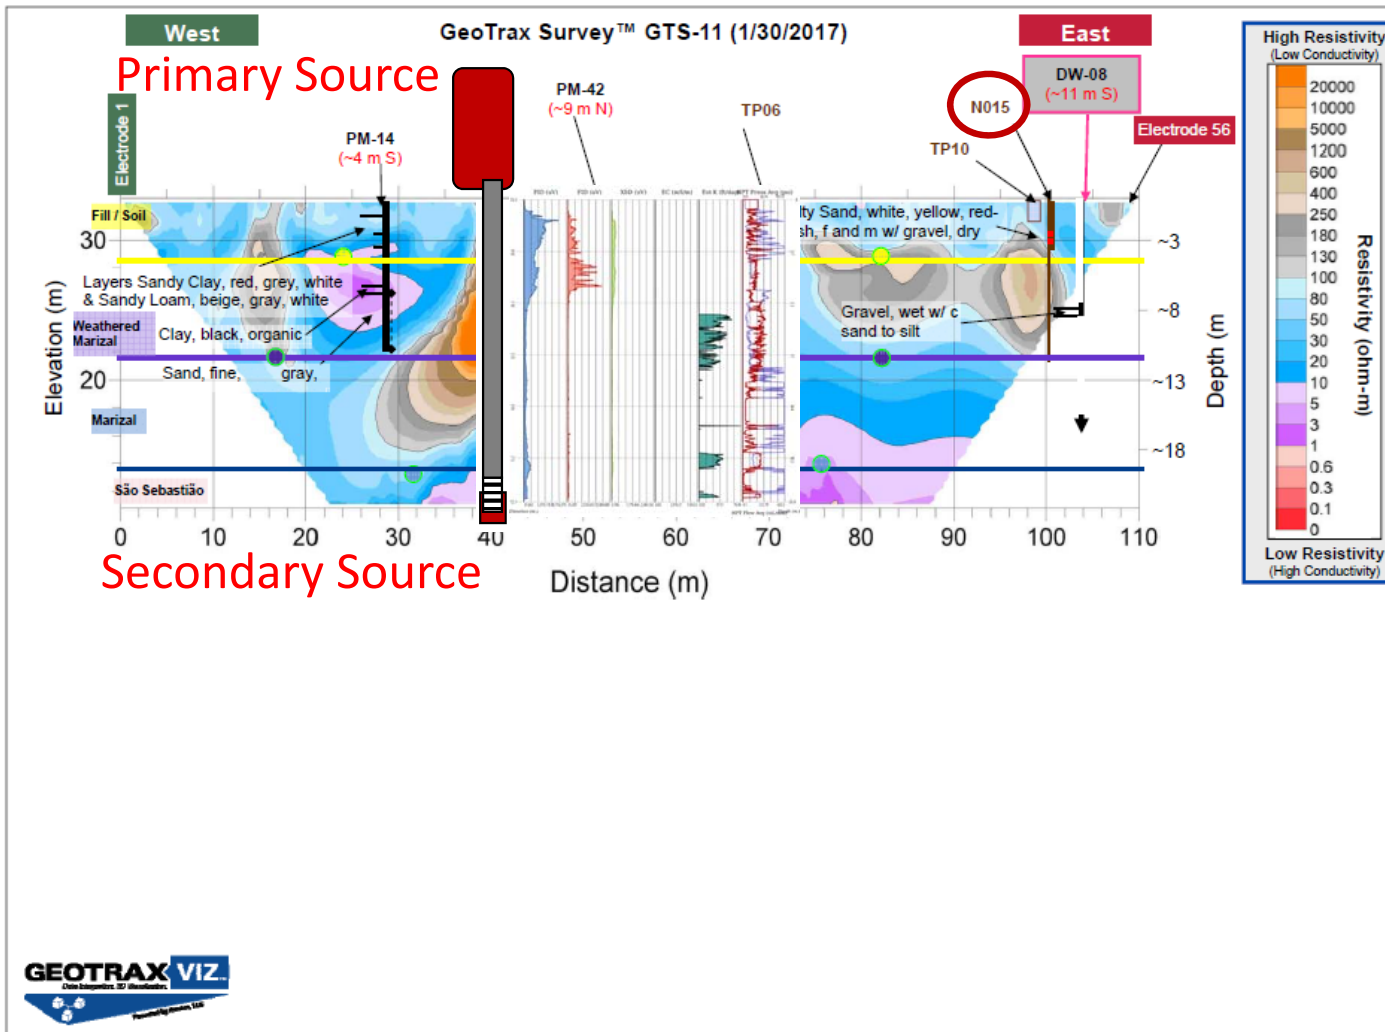 West
GeoTrax Survey™ GTS-11 (1/30/2017)
East
Primary Source
Electrode 1
PM-14
(~4 m S)
PM-42
(~9 m N)
TP06
N015
DW-08
(~11 m S)
TP10
Electrode 56
Fill / Soil
30
Layers Sandy Clay, red, grey, white
& Sandy Loam, beige, gray, white
Weathered
Marizal
Clay, black, organic
Sand, fine, gray,
20
Marizal
São Sebastião
Elevation (m)
lty Sand, white, yellow, red-
sh, f and m w/ gravel, dry
Gravel, wet w/ c
sand to silt
~3
~8
~13
~18
Depth (m
0 10 20 30 40 50 60 70 80 90 100 110
Secondary Source
Distance (m)
High Resistivity
(Low Conductivity)
20000
10000
5000
1200
600
400
250
180
130
100
80
50
30
20
10
5
3
1
0.6
0.3
0.1
0
Resistivity (ohm-m)
Low Resistivity
(High Conductivity)
GEOTRAX VIZ
Data Integration. 3D Visualization.